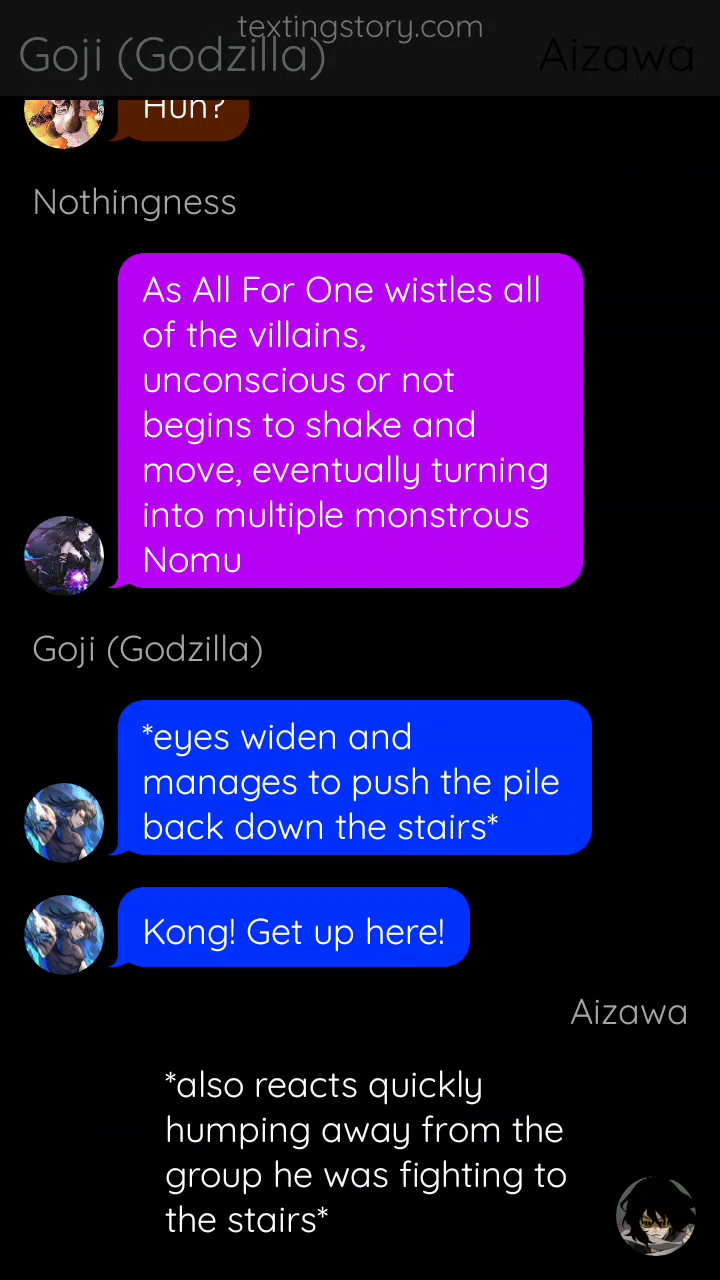 textingstory.com
Goji (Godzilla)
Aizawa
Huh?
Nothingness
As All For One wistles all
of the villains,
unconscious or not
begins to shake and
move, eventually turning
into multiple monstrous
Nomu
Goji (Godzilla)
*eyes widen and
manages to push the pile
back down the stairs*
Kong! Get up here!
Aizawa
*also reacts quickly
humping away from the
group he was fighting to
the stairs*